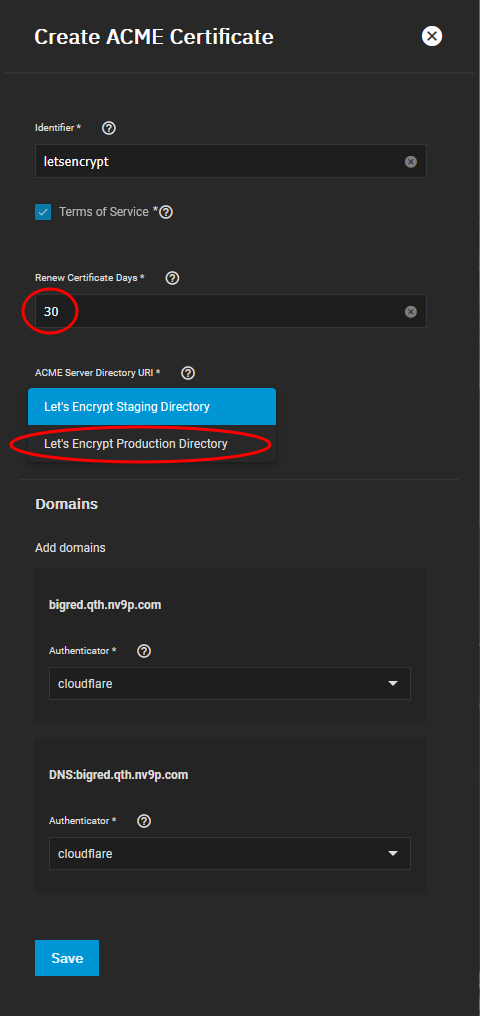 Create ACME Certificate
Identifier *
letsencrypt
Terms of Service *
Renew Certificate Days *
30
ACME Server Directory URI *
Let's Encrypt Staging Directory
Let's Encrypt Production Directory
Domains
Add domains
bigred.qth.nv9p.com
Authenticator *
cloudflare
DNS:bigred.qth.nv9p.com
Authenticator *
cloudflare
Save